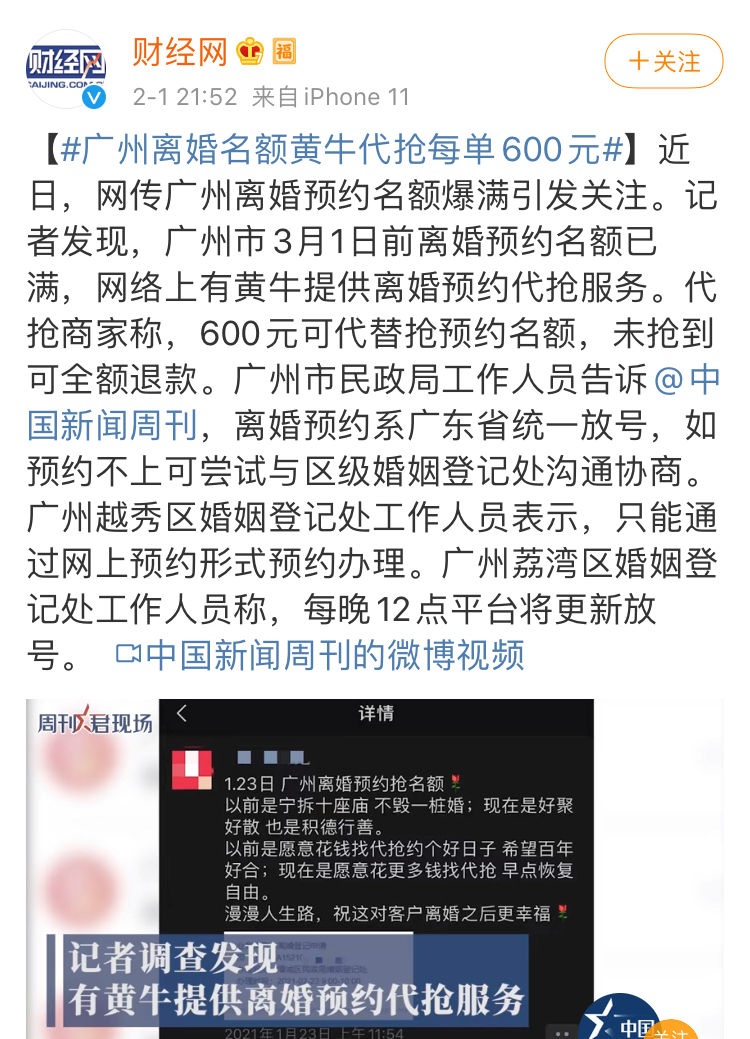 财经网
福
财经网
CAIJING.COM.CN
+关注
2-1 21:52 来自iPhone 11
【#广州离婚名额黄牛代抢每单600元#】近
日，网传广州离婚预约名额爆满引发关注。记
者发现，广州市3月1日前离婚预约名额已
满，网络上有黄牛提供离婚预约代抢服务。代
抢商家称，600元可代替抢预约名额，未抢到
可全额退款。广州市民政局工作人员告诉@中
国新闻周刊，离婚预约系广东省统一放号，如
预约不上可尝试与区级婚姻登记处沟通协商。
广州越秀区婚姻登记处工作人员表示，只能通
过网上预约形式预约办理。广州荔湾区婚姻登
记处工作人员称，每晚12点平台将更新放
号。 中国新闻周刊的微博视频
周刊君现场
详情
1.23日 广州离婚预约抢名额🌹
以前是宁拆十座庙 不毁一桩婚；现在是好聚
好散 也是积德行善。
以前是愿意花钱找代抢约个好日子 希望百年
好合；现在是愿意花更多钱找代抢 早点恢复
自由。
漫漫人生路，祝这对客户离婚之后更幸福🌹
记者调查发现
有黄牛提供离婚预约代抢服务
2021年1月23日 上午11:54
中国
关注